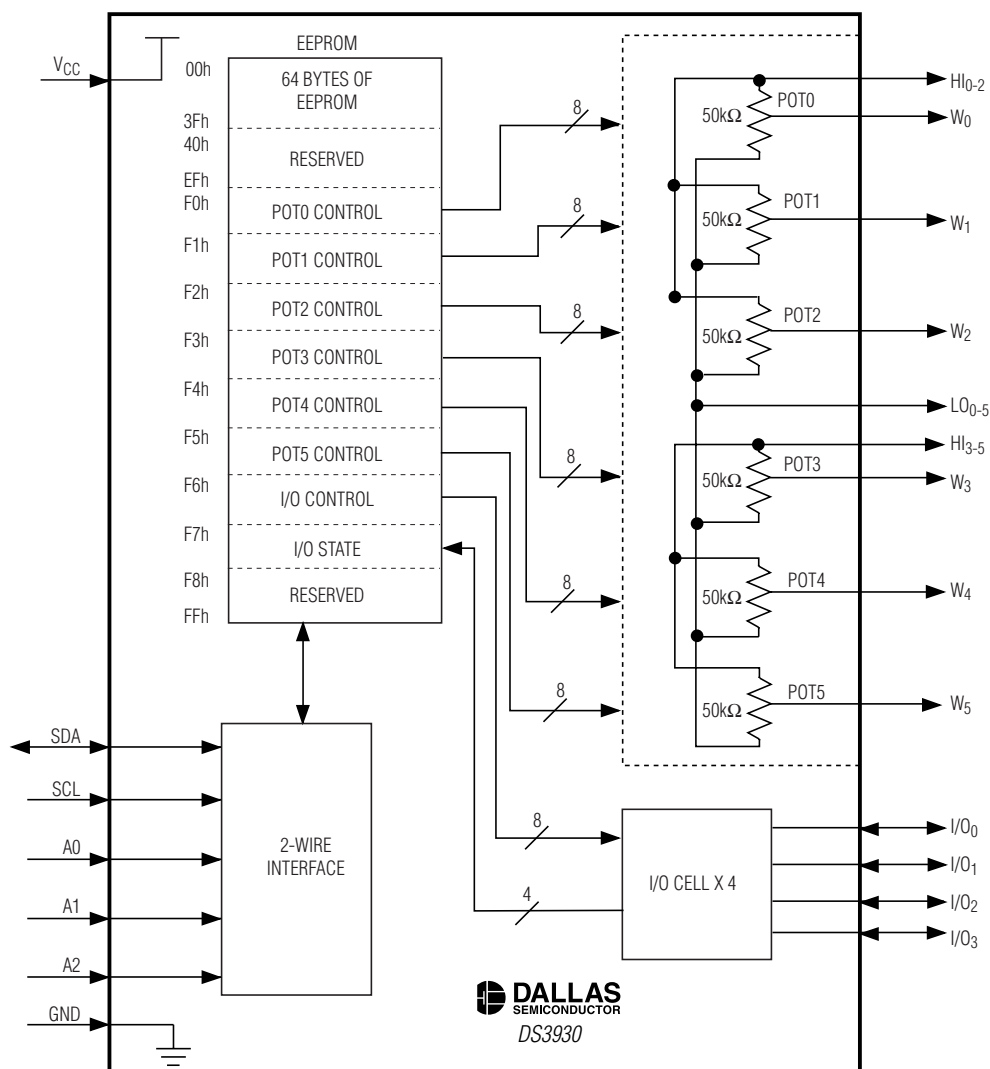 EEPROM
V_CC
00h
64 BYTES OF
EEPROM
3Fh
40h
RESERVED
EFh
F0h
POT0 CONTROL
F1h
POT1 CONTROL
F2h
POT2 CONTROL
F3h
POT3 CONTROL
F4h
POT4 CONTROL
F5h
POT5 CONTROL
F6h
I/O CONTROL
F7h
I/O STATE
F8h
RESERVED
FFh
8
8
8
8
8
8
8
4
POT0
50kΩ
HI0-2
W0
POT1
50kΩ
W1
POT2
50kΩ
W2
LO0-5
HI3-5
POT3
50kΩ
W3
POT4
50kΩ
W4
POT5
50kΩ
W5
SDA
SCL
A0
A1
A2
GND
2-WIRE
INTERFACE
I/O CELL X 4
I/O0
I/O1
I/O2
I/O3
DALLAS
SEMICONDUCTOR
DS3930